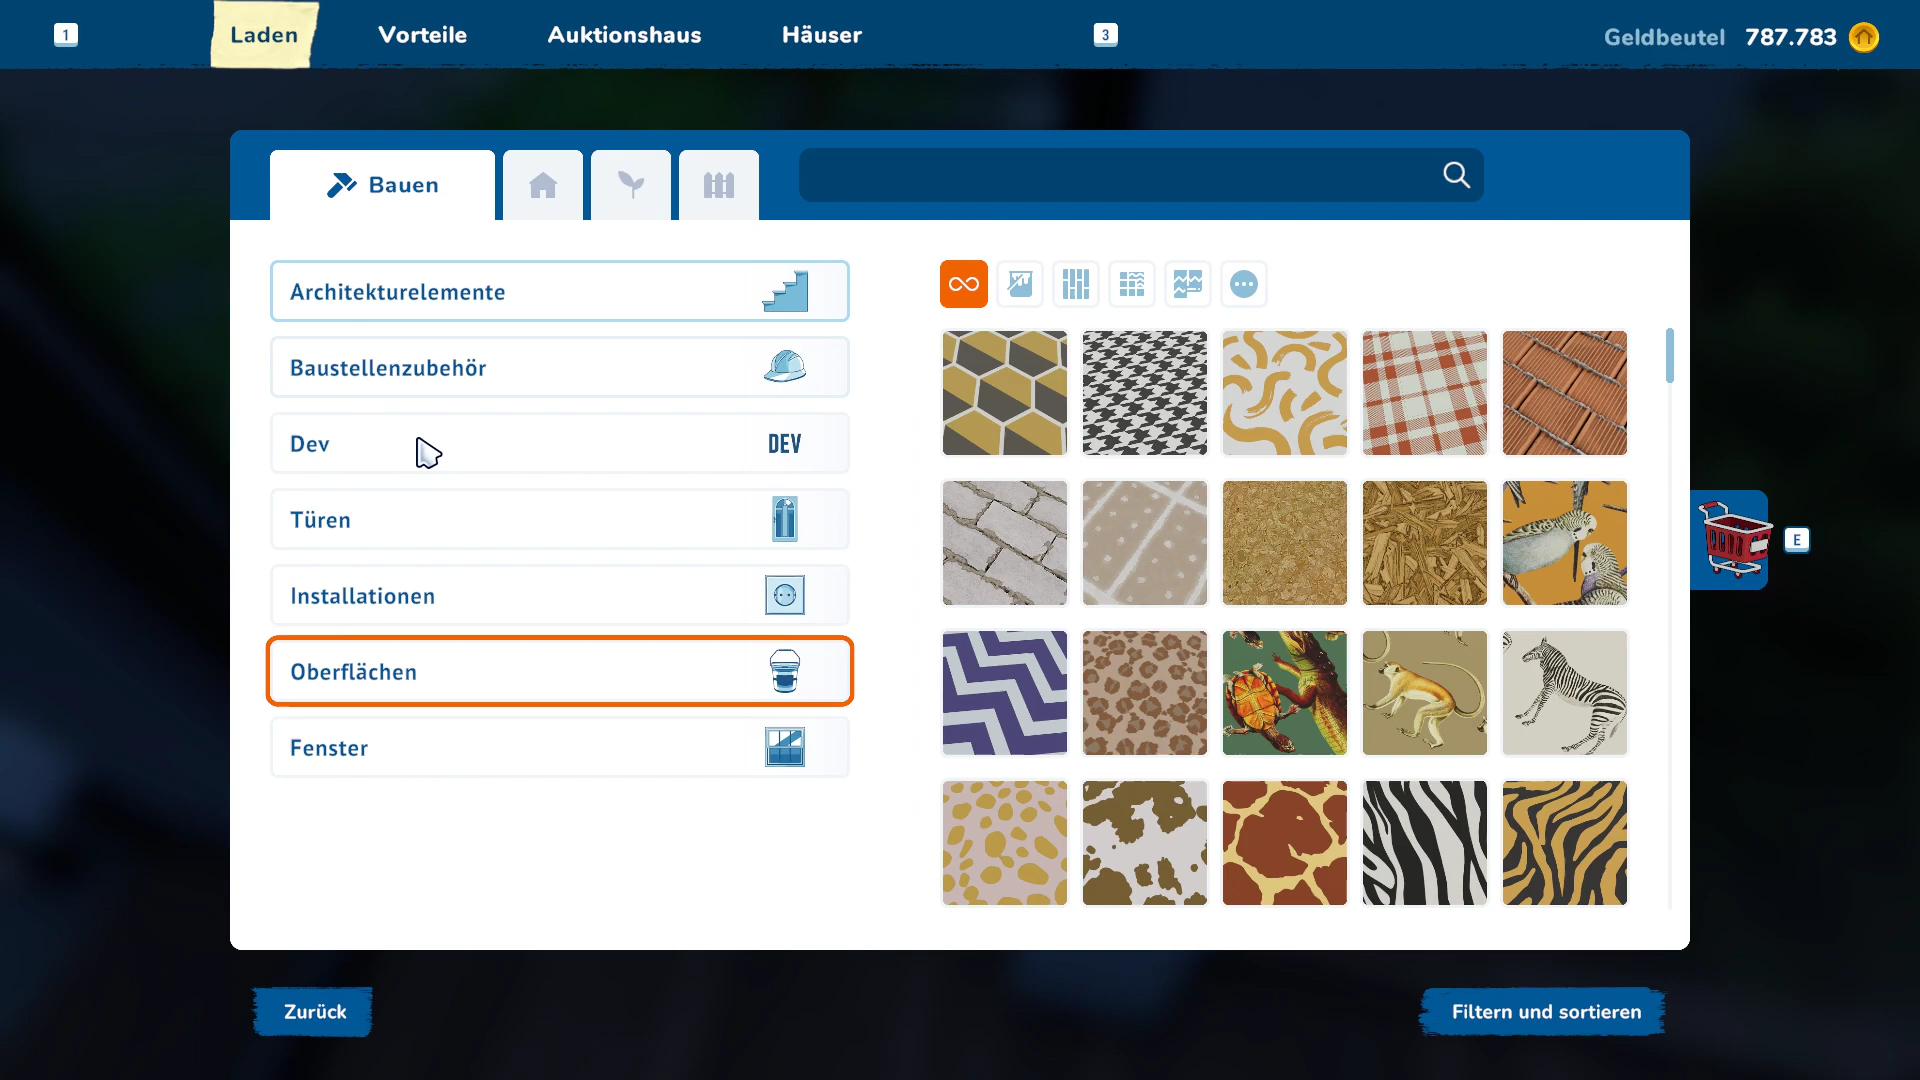 1
Laden
Vorteile
Auktionshaus
Häuser
3
Geldbeutel
787.783
Bauen
Architekturelemente
Baustellenzubehör
Dev
DEV
Türen
Installationen
Oberflächen
Fenster
E
Zurück
Filtern und sortieren